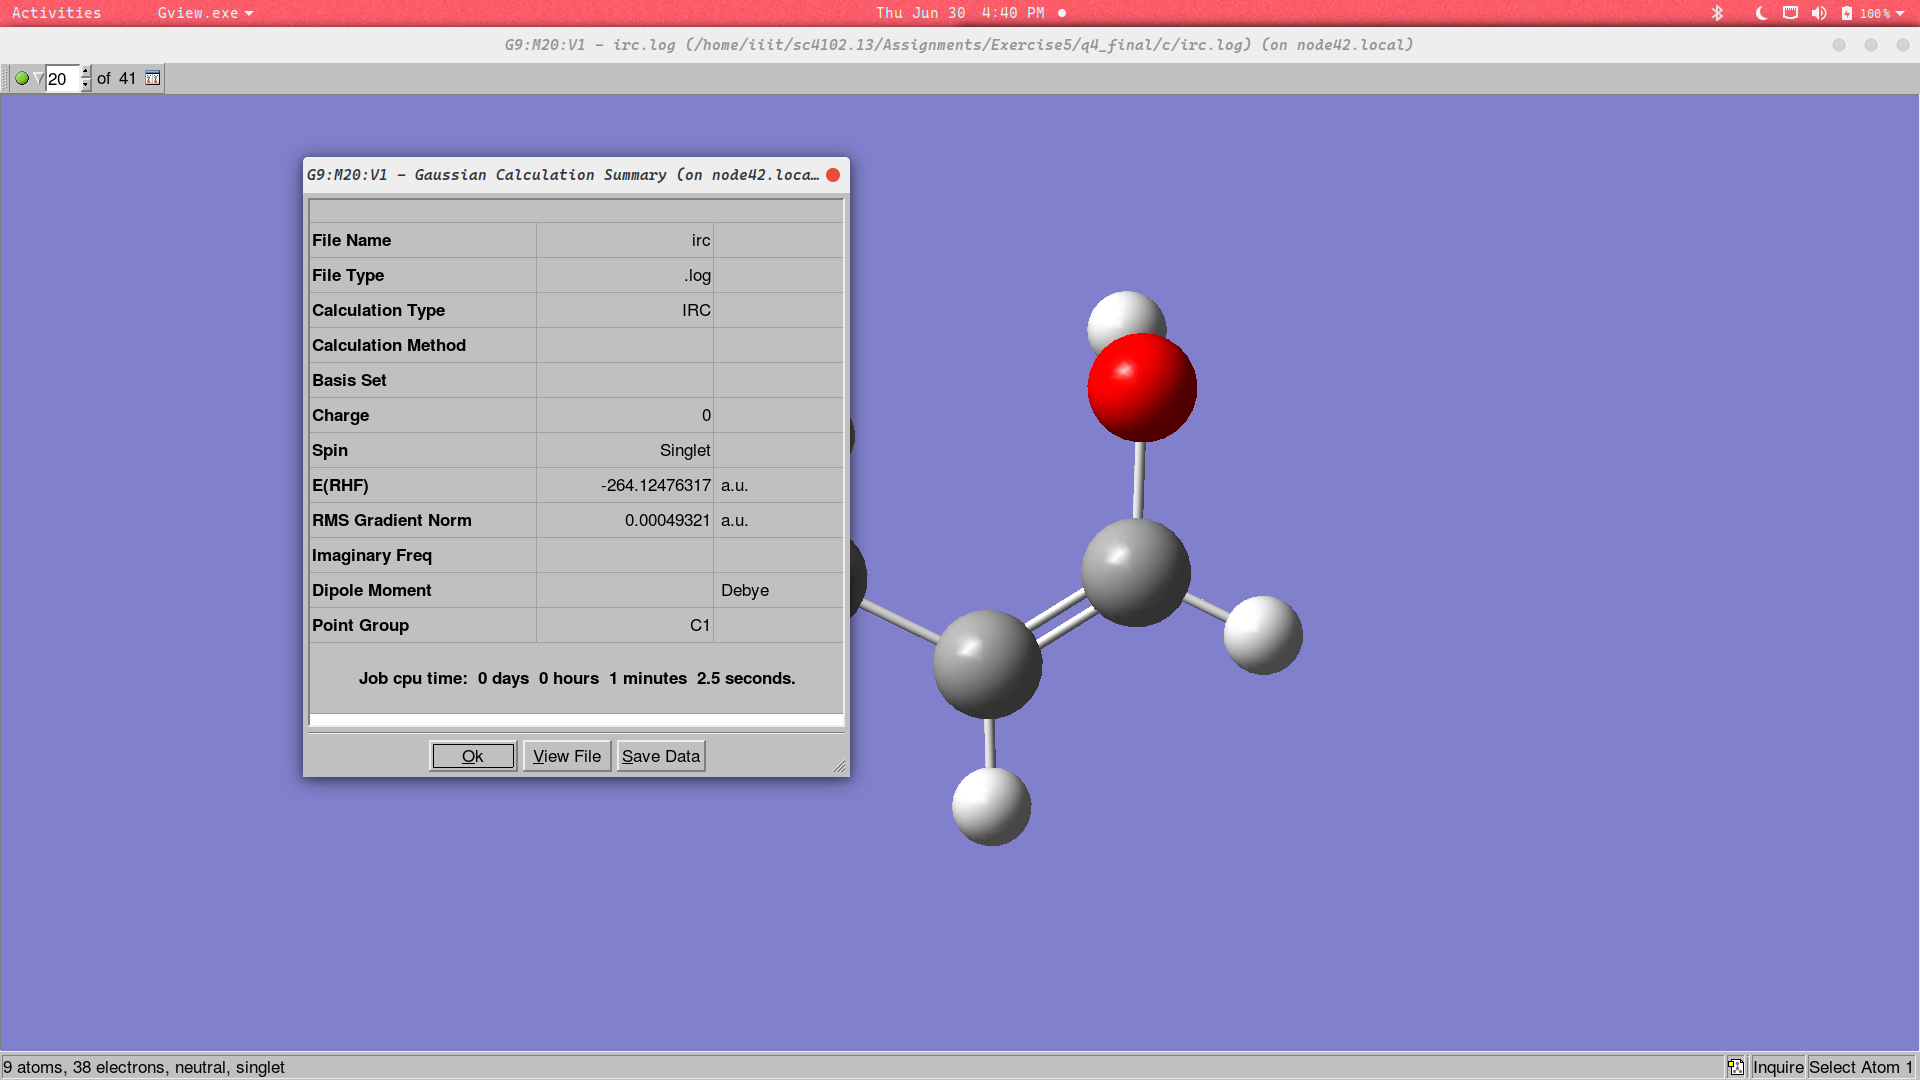 Activities Gview.exe Thu Jun 30 4:40 PM 100%
G9:M20:V1 - irc.log (/home/iiit/sc4102.13/Assignments/Exercise5/q4_final/c/irc.log) (on node42.local)
20 of 41
G9:M20:V1 - Gaussian Calculation Summary (on node42.loca…
File Name irc
File Type .log
Calculation Type IRC
Calculation Method
Basis Set
Charge 0
Spin Singlet
E(RHF) -264.12476317 a.u.
RMS Gradient Norm 0.00049321 a.u.
Imaginary Freq
Dipole Moment Debye
Point Group C1
Job cpu time: 0 days 0 hours 1 minutes 2.5 seconds.
Ok View File Save Data
9 atoms, 38 electrons, neutral, singlet Inquire Select Atom 1